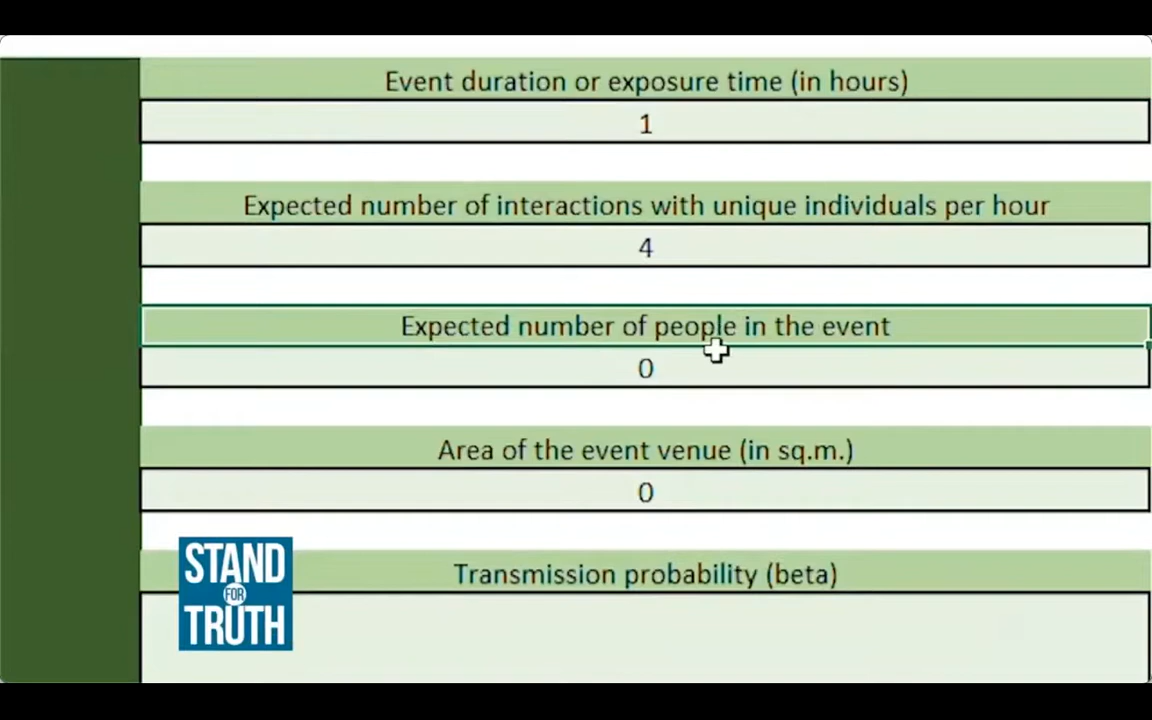 Event duration or exposure time (in hours)
1
Expected number of interactions with unique individuals per hour
4
Expected number of people in the event
0
Area of the event venue (in sq.m.)
0
Transmission probability (beta)
STAND
FOR
TRUTH